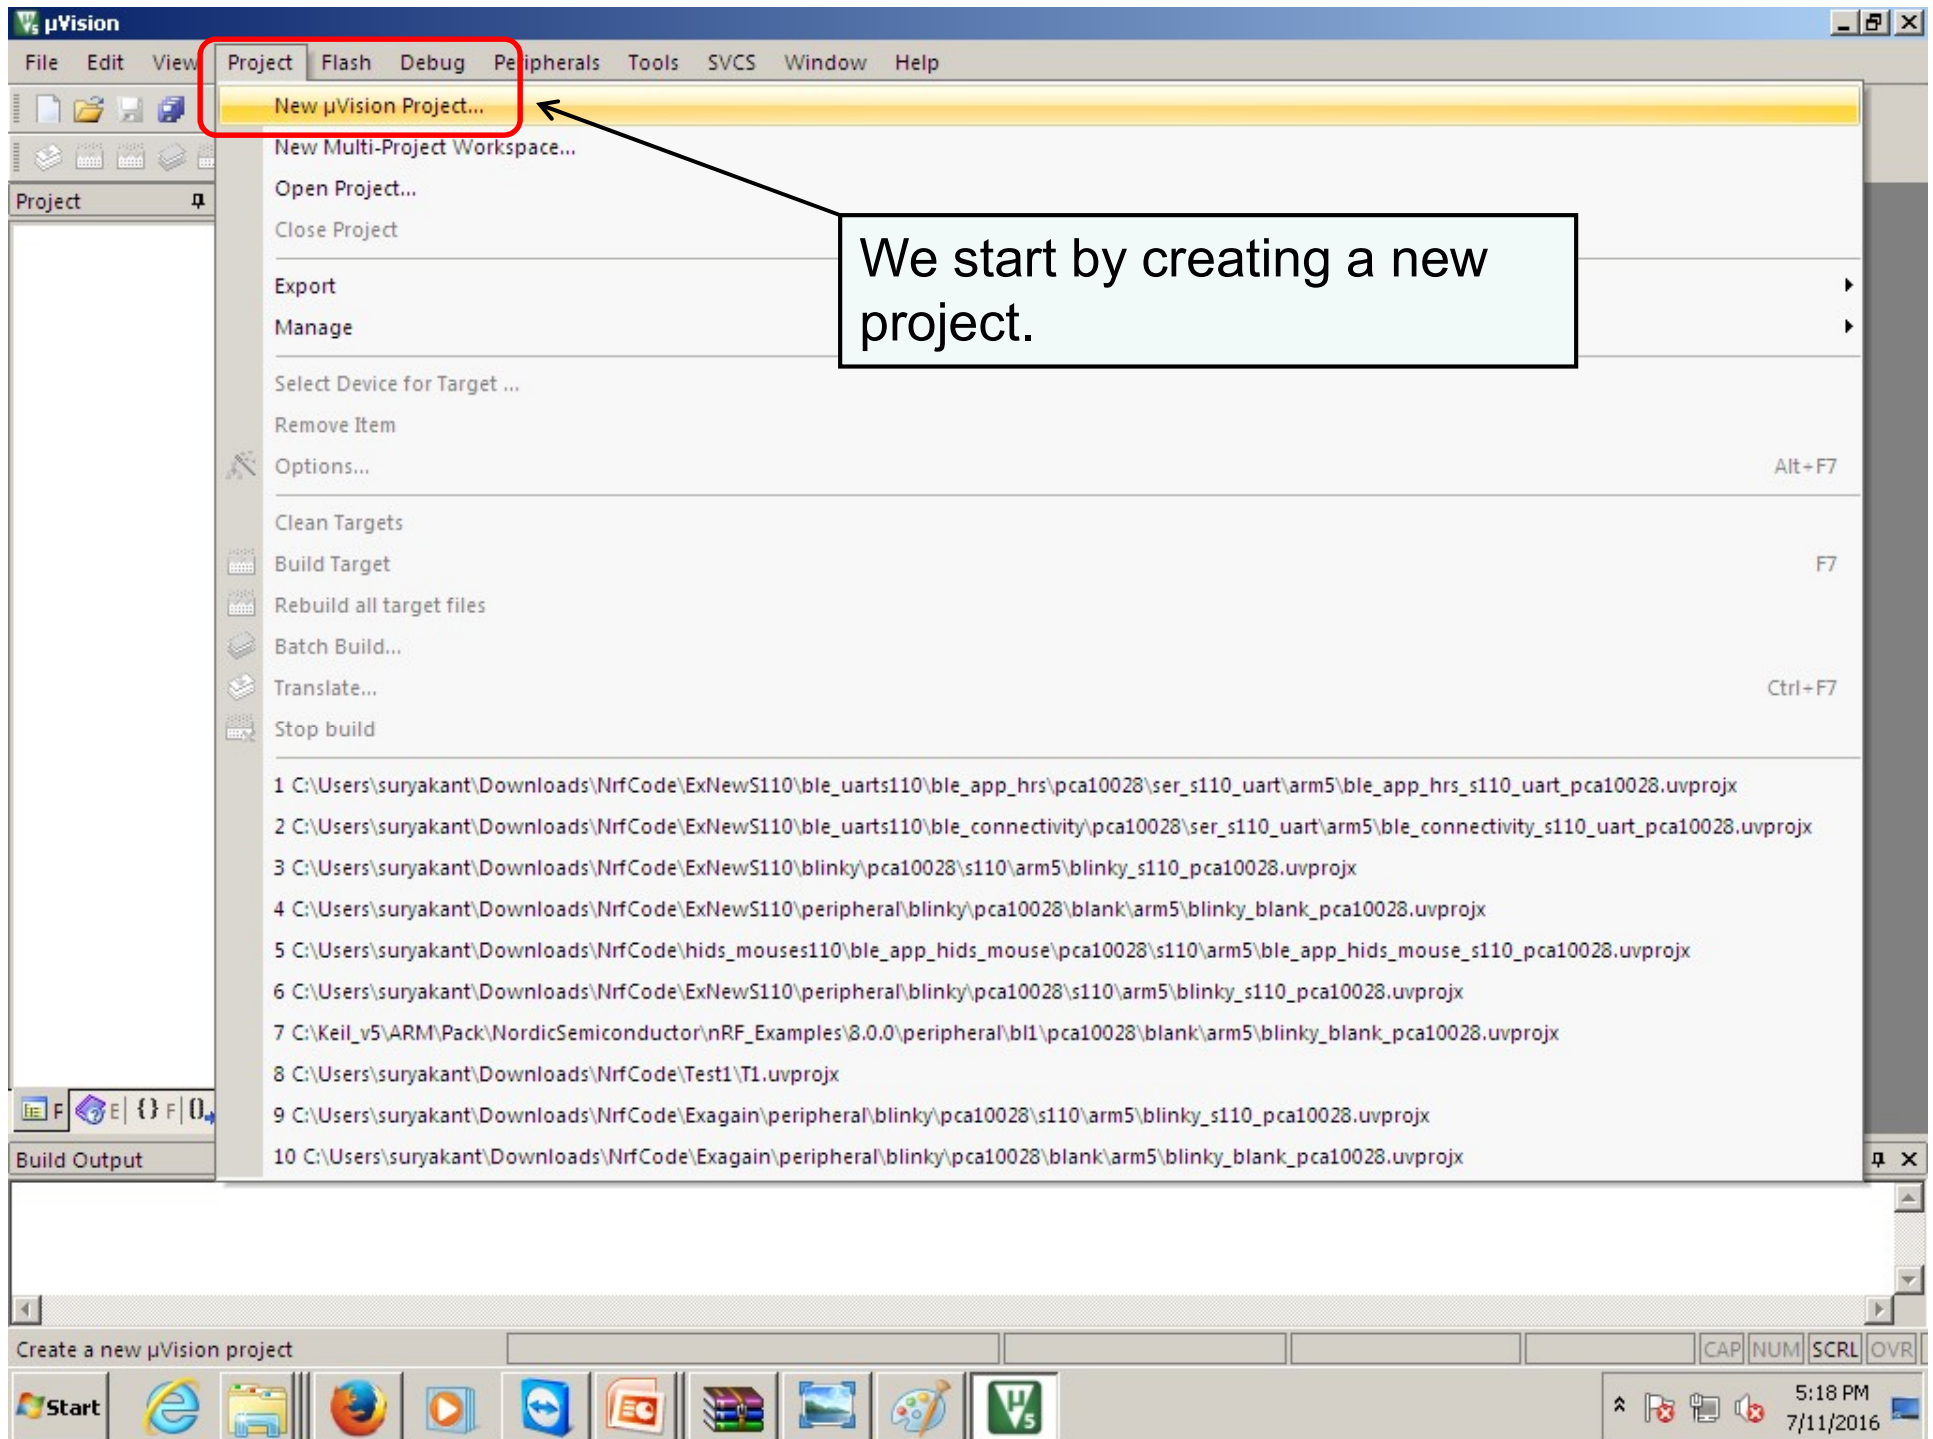 µVision
File Edit View Project Flash Debug Peripherals Tools SVCS Window Help
New µVision Project...
New Multi-Project Workspace...
Project
Open Project...
Close Project
We start by creating a new
project.
Export
Manage
Select Device for Target ...
Remove Item
Options... Alt+F7
Clean Targets
Build Target F7
Rebuild all target files
Batch Build...
Translate... Ctrl+F7
Stop build
1 C:\Users\suryakant\Downloads\NrfCode\ExNewS110\ble_uarts110\ble_app_hrs\pca10028\ser_s110_uart\arm5\ble_app_hrs_s110_uart_pca10028.uvprojx
2 C:\Users\suryakant\Downloads\NrfCode\ExNewS110\ble_uarts110\ble_connectivity\pca10028\ser_s110_uart\arm5\ble_connectivity_s110_uart_pca10028.uvprojx
3 C:\Users\suryakant\Downloads\NrfCode\ExNewS110\blinky\pca10028\s110\arm5\blinky_s110_pca10028.uvprojx
4 C:\Users\suryakant\Downloads\NrfCode\ExNewS110\peripheral\blinky\pca10028\blank\arm5\blinky_blank_pca10028.uvprojx
5 C:\Users\suryakant\Downloads\NrfCode\hids_mouses110\ble_app_hids_mouse\pca10028\s110\arm5\ble_app_hids_mouse_s110_pca10028.uvprojx
6 C:\Users\suryakant\Downloads\NrfCode\ExNewS110\peripheral\blinky\pca10028\s110\arm5\blinky_s110_pca10028.uvprojx
7 C:\Keil_v5\ARM\Pack\NordicSemiconductor\nRF_Examples\8.0.0\peripheral\bl1\pca10028\blank\arm5\blinky_blank_pca10028.uvprojx
8 C:\Users\suryakant\Downloads\NrfCode\Test1\T1.uvprojx
9 C:\Users\suryakant\Downloads\NrfCode\Exagain\peripheral\blinky\pca10028\s110\arm5\blinky_s110_pca10028.uvprojx
10 C:\Users\suryakant\Downloads\NrfCode\Exagain\peripheral\blinky\pca10028\blank\arm5\blinky_blank_pca10028.uvprojx
F E {} F 0
Build Output
Create a new µVision project CAP NUM SCRL OVR
Start 5:18 PM
7/11/2016